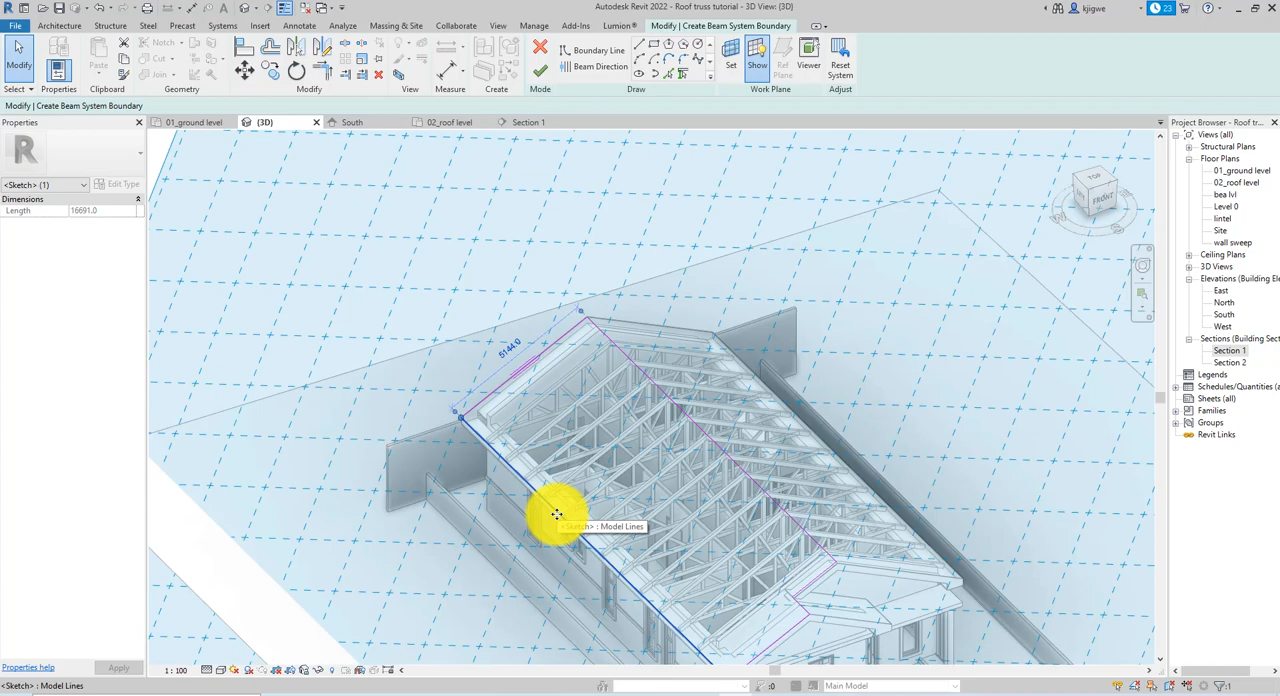 Autodesk Revit 2022 - Roof truss tutorial - 3D View: {3D}
kjigwe
23
File
Architecture
Structure
Steel
Precast
Systems
Insert
Annotate
Analyze
Massing & Site
Collaborate
View
Manage
Add-Ins
Lumion®
Modify | Create Beam System Boundary
Modify
Paste
Notch
Cut
Join
Boundary Line
Beam Direction
Set
Show
Ref Plane
Viewer
Reset System
Select
Properties
Clipboard
Geometry
Modify
View
Measure
Create
Mode
Draw
Work Plane
Adjust
Modify | Create Beam System Boundary
Properties
01_ground level
{3D}
South
02_roof level
Section 1
Project Browser - Roof tr...
<Sketch> (1)
Edit Type
Dimensions
Length 16691.0
Views (all)
Structural Plans
Floor Plans
01_ground level
02_roof level
bea lvl
Level 0
lintel
Site
wall sweep
Ceiling Plans
3D Views
Elevations (Building Ele
East
North
South
West
Sections (Building Sect
Section 1
Section 2
Legends
Schedules/Quantities (a
Sheets (all)
Families
Groups
Revit Links
TOP
FRONT
W
S
5144.0
<Sketch> : Model Lines
Properties help
Apply
1 : 100
<Sketch> : Model Lines
:0
Main Model
:1